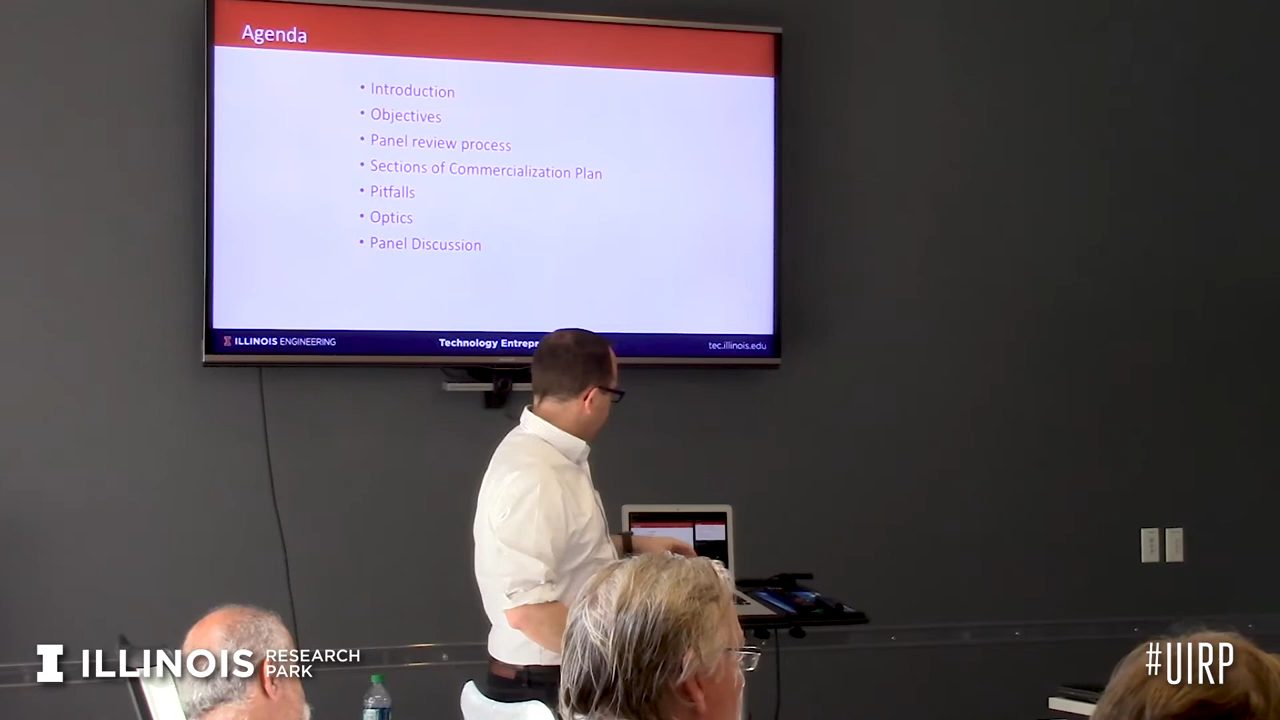 Agenda
• Introduction
• Objectives
• Panel review process
• Sections of Commercialization Plan
• Pitfalls
• Optics
• Panel Discussion
I ILLINOIS ENGINEERING
Technology Entrepr
tec.illinois.edu
I ILLINOIS RESEARCH PARK
#UIRP